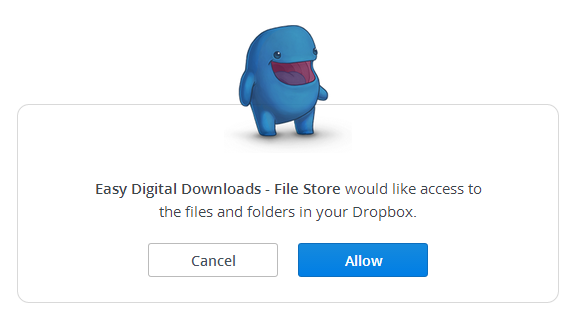 Easy Digital Downloads - File Store would like access to
the files and folders in your Dropbox.
Cancel
Allow